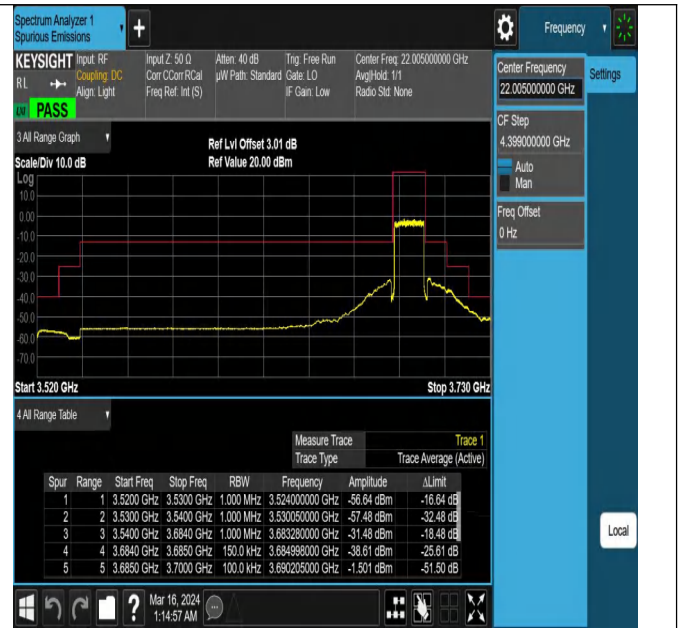 Spectrum Analyzer 1
Spurious Emissions
Frequency
KEYSIGHT Input: RF Input Z: 50 Ω Atten: 40 dB Trig: Free Run Center Freq: 22.005000000 GHz
RL Coupling: DC Corr CCorr RCal µW Path: Standard Gate: LO Avg|Hold: 1/1
Align: Light Freq Ref: Int (S) IF Gain: Low Radio Std: None
LNI PASS
Center Frequency
22.005000000 GHz
Settings
CF Step
4.399000000 GHz
Auto
Man
Freq Offset
0 Hz
3 All Range Graph
Ref Lvl Offset 3.01 dB
Scale/Div 10.0 dB Ref Value 20.00 dBm
Log
10.0
0.00
-10.0
-20.0
-30.0
-40.0
-50.0
-60.0
-70.0
Start 3.520 GHz Stop 3.730 GHz
4 All Range Table
Measure Trace Trace 1
Trace Type Trace Average (Active)
Spur Range Start Freq Stop Freq RBW Frequency Amplitude ΔLimit
1 1 3.5200 GHz 3.5300 GHz 1.000 MHz 3.524000000 GHz -56.64 dBm -16.64 dB
2 2 3.5300 GHz 3.5400 GHz 1.000 MHz 3.530050000 GHz -57.48 dBm -32.48 dB
3 3 3.5400 GHz 3.6840 GHz 1.000 MHz 3.683280000 GHz -31.48 dBm -18.48 dB
4 4 3.6840 GHz 3.6850 GHz 150.0 kHz 3.684998000 GHz -38.61 dBm -25.61 dB
5 5 3.6850 GHz 3.7000 GHz 100.0 kHz 3.690205000 GHz -1.501 dBm -51.50 dB
Local
Mar 16, 2024
1:14:57 AM